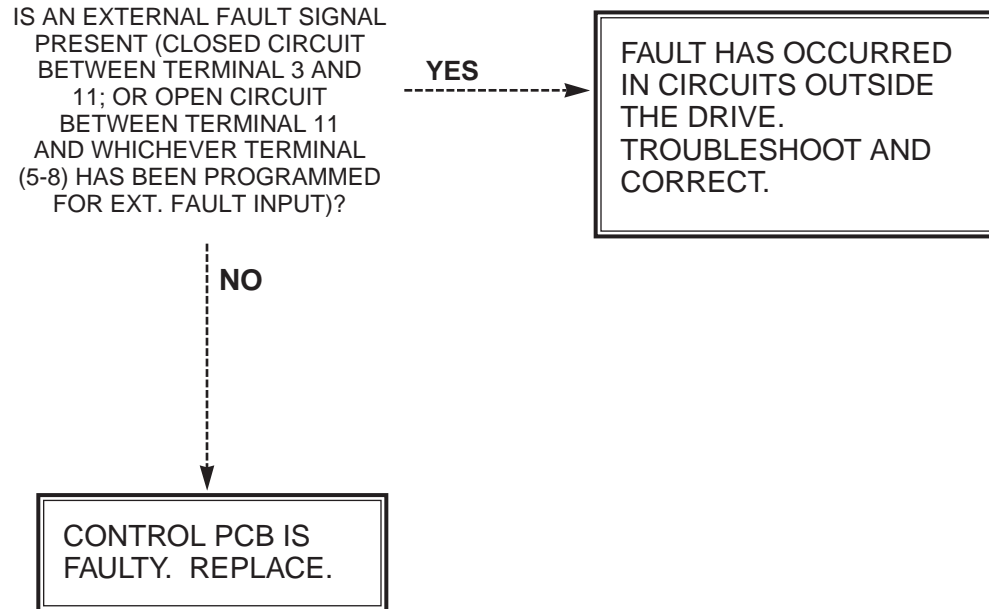 IS AN EXTERNAL FAULT SIGNAL
PRESENT (CLOSED CIRCUIT
BETWEEN TERMINAL 3 AND
11; OR OPEN CIRCUIT
BETWEEN TERMINAL 11
AND WHICHEVER TERMINAL
(5-8) HAS BEEN PROGRAMMED
FOR EXT. FAULT INPUT)?
YES
FAULT HAS OCCURRED
IN CIRCUITS OUTSIDE
THE DRIVE.
TROUBLESHOOT AND
CORRECT.
NO
CONTROL PCB IS
FAULTY. REPLACE.